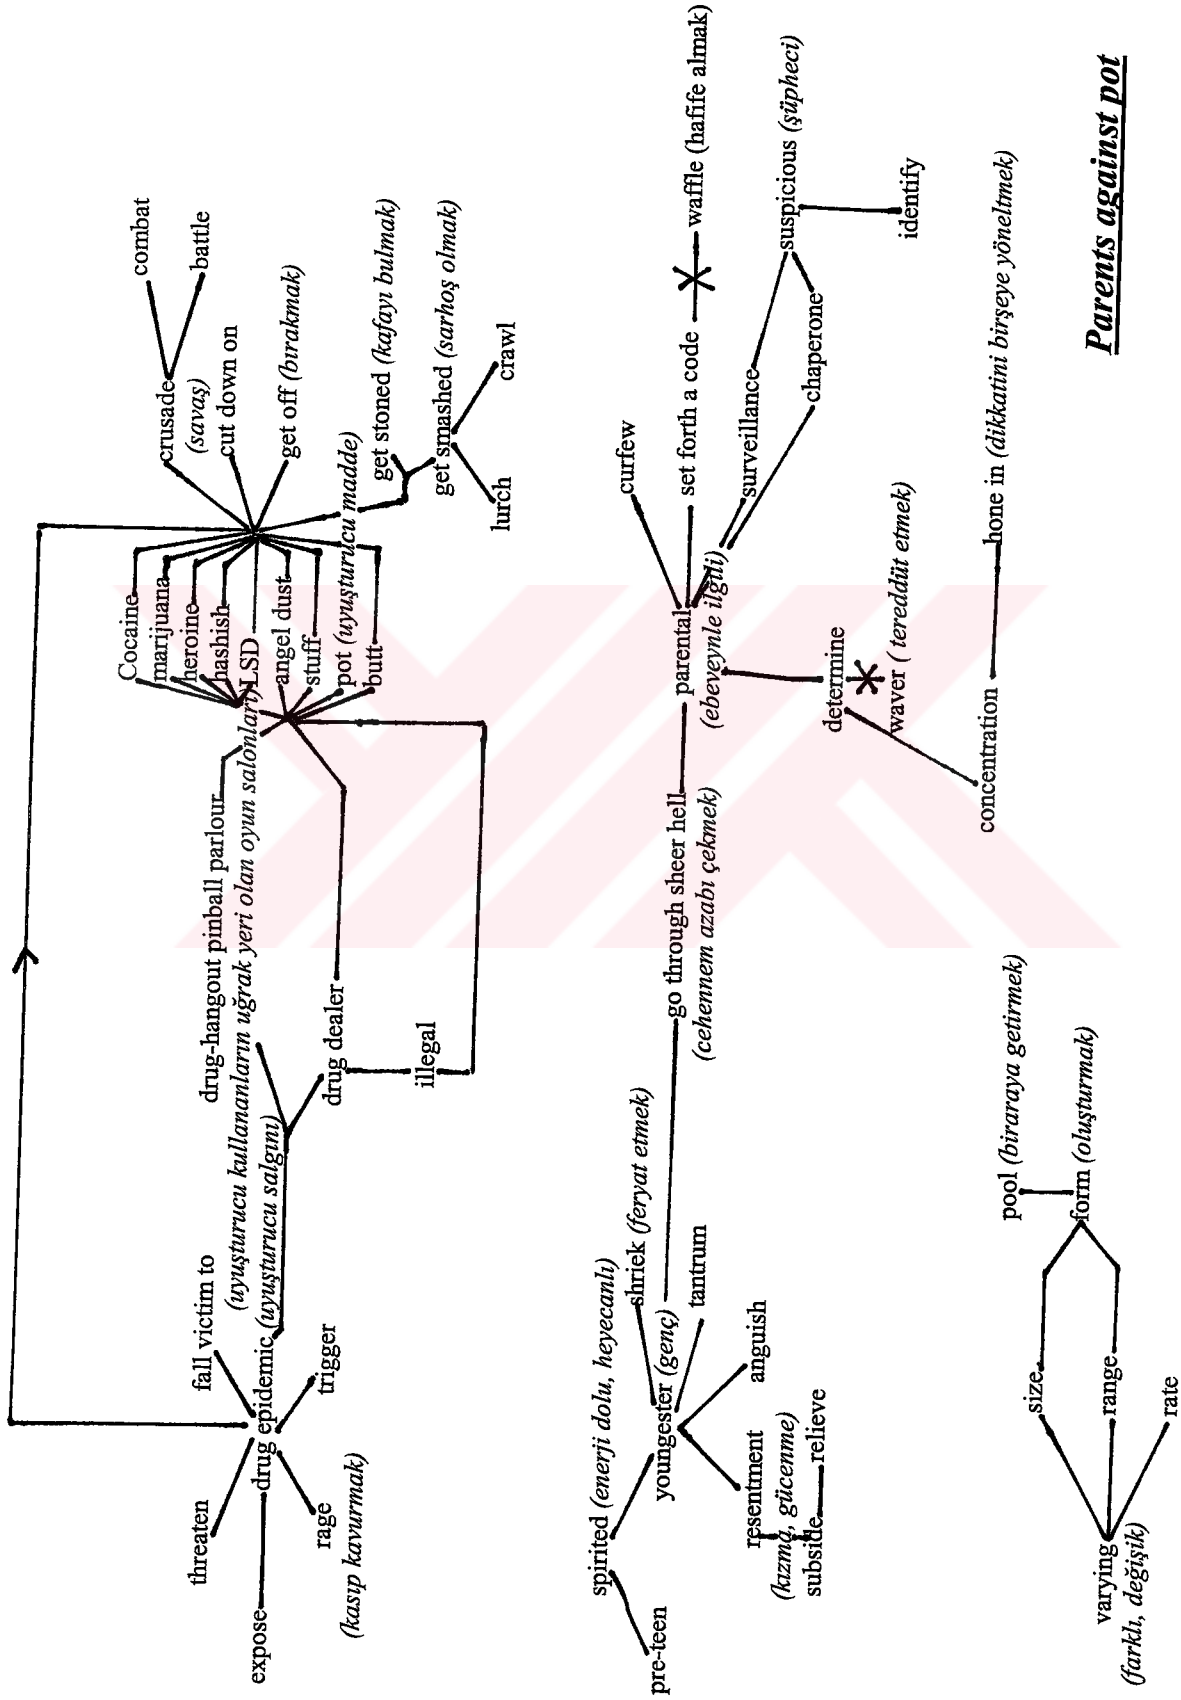 Parents against pot
combat
crusade
(savaş)
battle
cut down on
get off (bırakmak)
get stoned (kafayı bulmak)
get smashed (sarhoş olmak)
lurch
crawl
Cocaine
marijuana
heroine
hashish
LSD
angel dust
stuff
pot (uyuşturucu madde)
butt
drug-hangout pinball parlour
(uyuşturucu kullananların uğrak yeri olan oyun salonları)
drug dealer
illegal
fall victim to
threaten
expose
drug epidemic (uyuşturucu salgını)
trigger
rage
(kasıp kavurmak)
pre-teen
spirited (enerji dolu, heyecanlı)
shriek (feryat etmek)
youngester (genç)
tantrum
anguish
resentment
(kızma, gücenme)
subside
relieve
go through sheer hell
(cehennem azabı çekmek)
parental
(ebeveynle ilgili)
curfew
set forth a code
waffle (hafife almak)
surveillance
chaperone
suspicious (şüpheci)
identify
determine
waver ( tereddüt etmek)
concentration
hone in (dikkatini birşeye yöneltmek)
varying
(farklı, değişik)
size
range
rate
pool (biraraya getirmek)
form (oluşturmak)